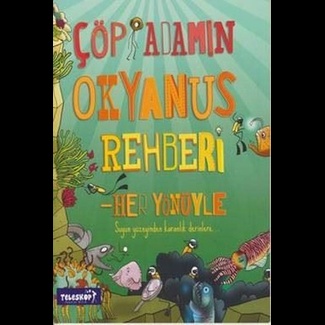 ÇÖP ADAMIN
OKYANUS
REHBERİ
-HER YÖNÜYLE
Suyun yüzeyinden karanlık derinlere...
TELESKOP